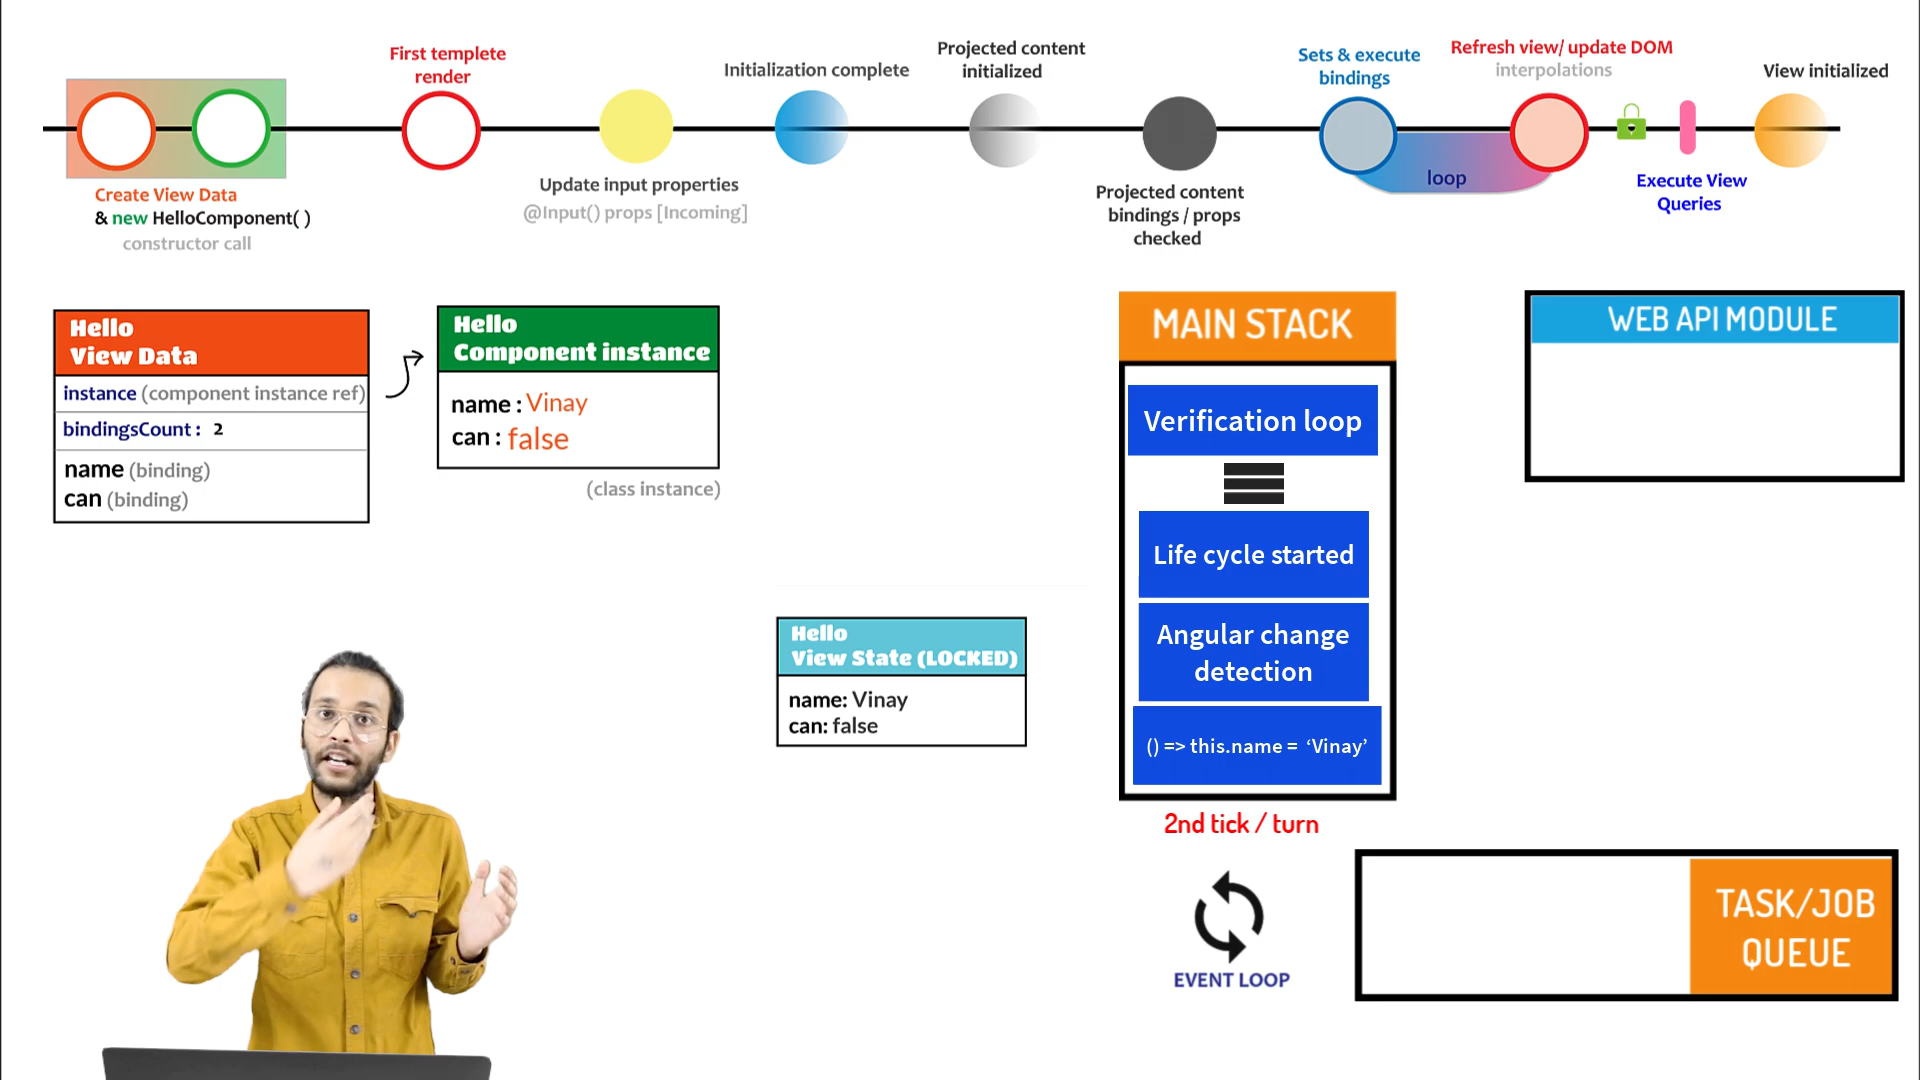 First templete
render
Initialization complete
Projected content
initialized
Sets & execute
bindings
Refresh view/ update DOM
interpolations
View initialized
loop
Create View Data
& new HelloComponent( )
constructor call
Update input properties
@Input() props [Incoming]
Projected content
bindings / props
checked
Execute View
Queries
Hello
View Data
instance (component instance ref)
bindingsCount : 2
name (binding)
can (binding)
Hello
Component instance
name : Vinay
can : false
(class instance)
Hello
View State (LOCKED)
name: Vinay
can: false
MAIN STACK
Verification loop
Life cycle started
Angular change
detection
() => this.name = ‘Vinay’
2nd tick / turn
WEB API MODULE
EVENT LOOP
TASK/JOB
QUEUE